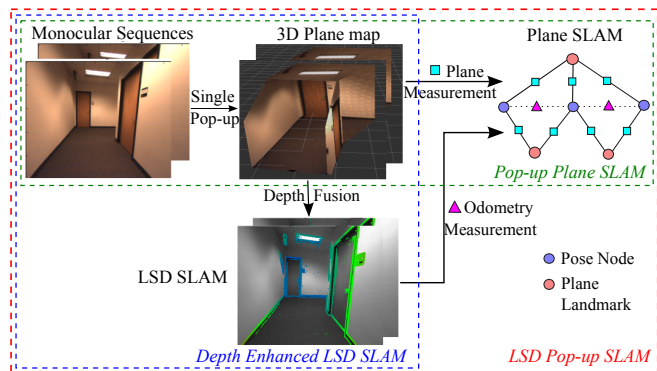 Monocular Sequences
3D Plane map
Plane SLAM
Single
Pop-up
Plane
Measurement
Pop-up Plane SLAM
Depth Fusion
Odometry
Measurement
LSD SLAM
Pose Node
Plane
Landmark
Depth Enhanced LSD SLAM
LSD Pop-up SLAM